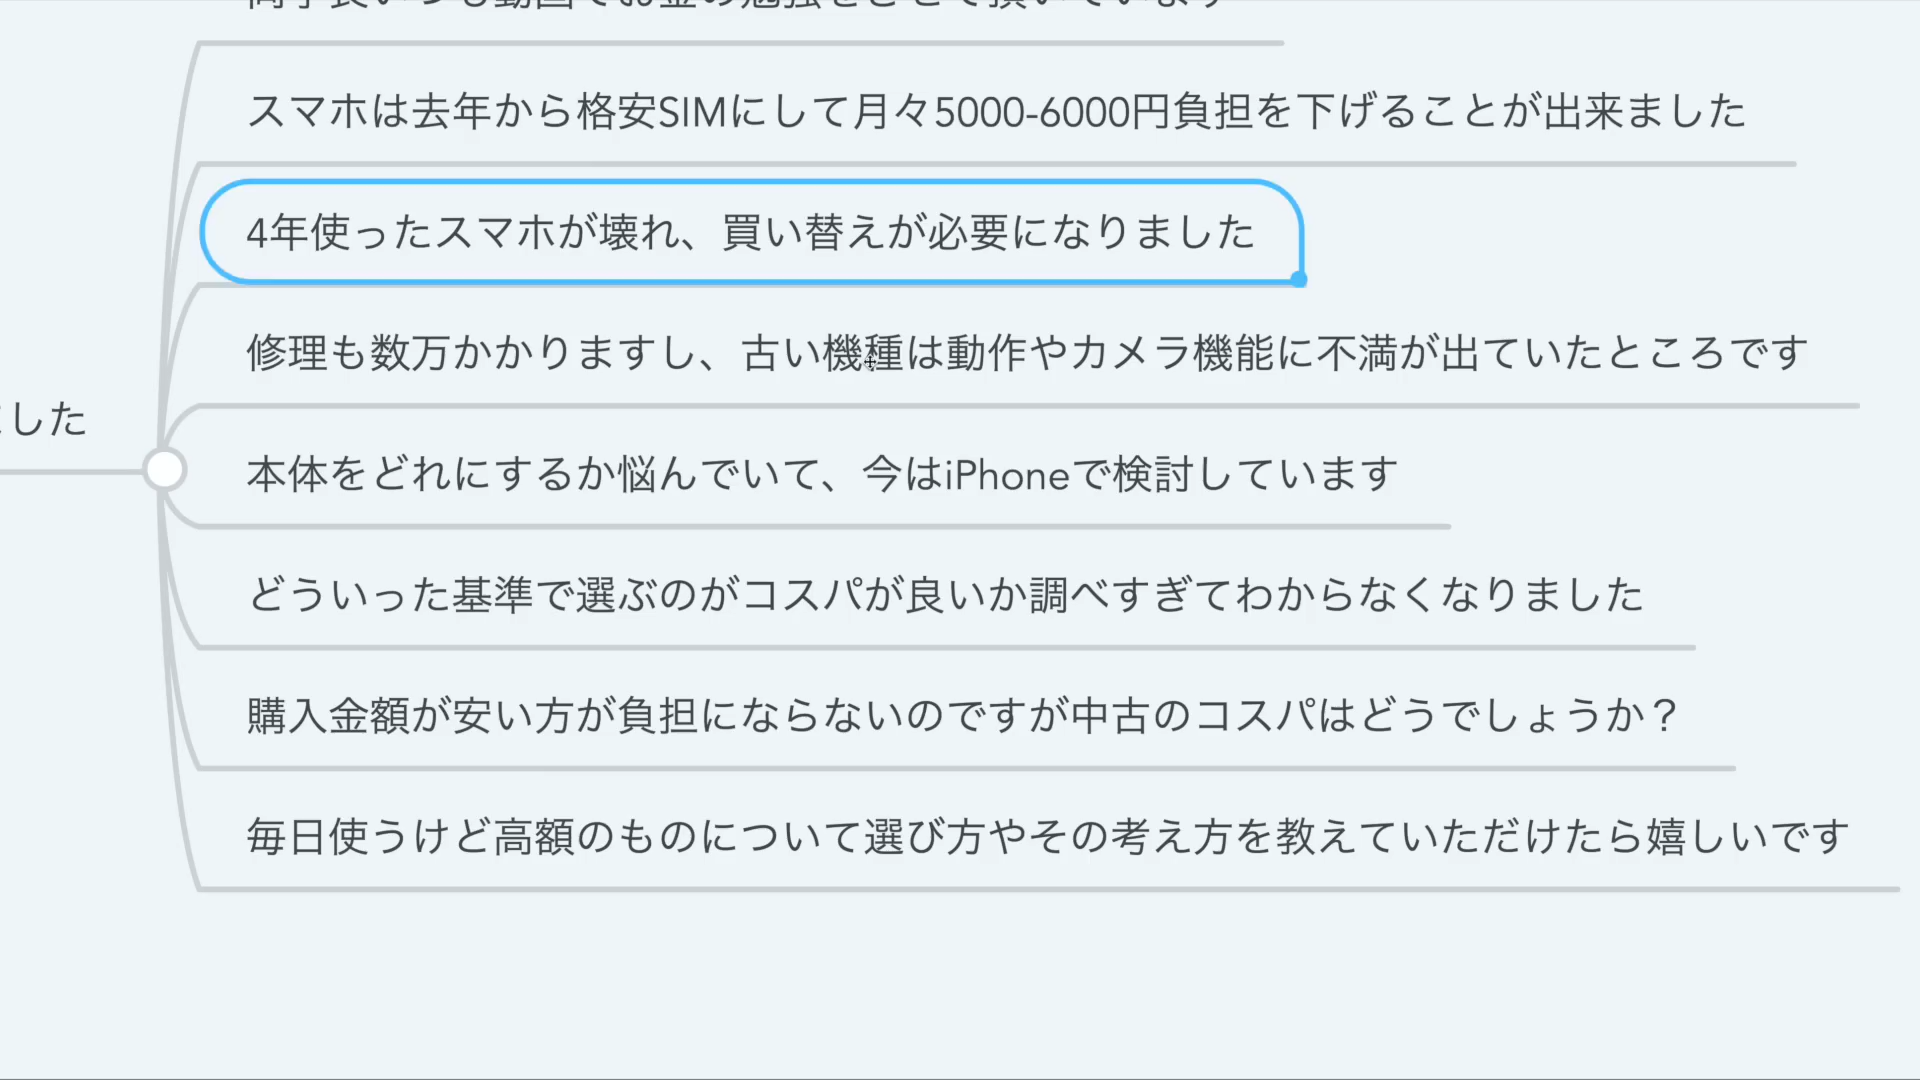 スマホは去年から格安SIMにして月々5000-6000円負担を下げることが出来ました
4年使ったスマホが壊れ、買い替えが必要になりました
修理も数万かかりますし、古い機種は動作やカメラ機能に不満が出ていたところです
した
本体をどれにするか悩んでいて、今はiPhoneで検討しています
どういった基準で選ぶのがコスパが良いか調べすぎてわからなくなりました
購入金額が安い方が負担にならないのですが中古のコスパはどうでしょうか？
毎日使うけど高額のものについて選び方やその考え方を教えていただけたら嬉しいです